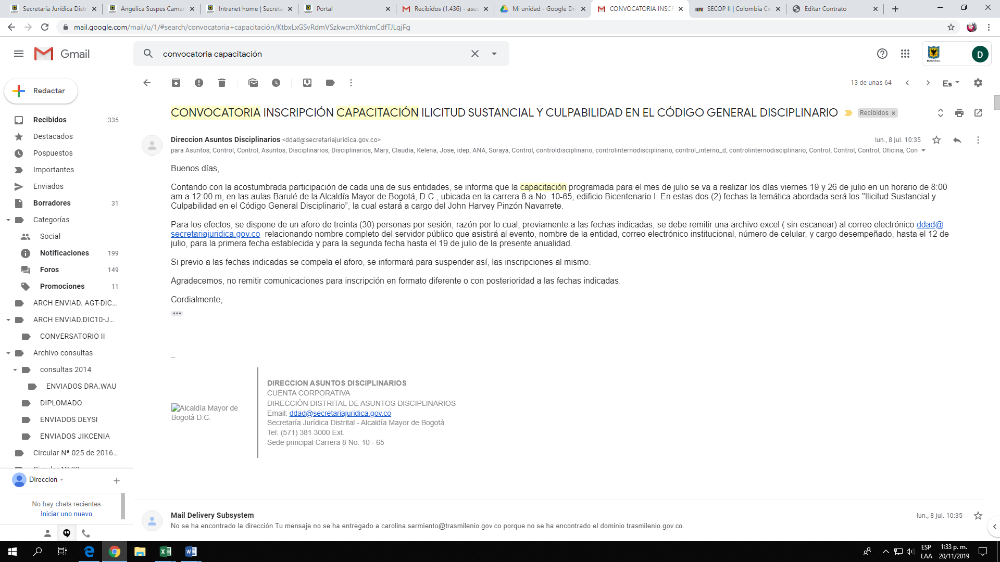 Secretaría Jurídica Distr
Angelica Suspes Camar
Intranet home | Secreta
Portal
Recibidos (1.436) - asus
Mi unidad - Google Dri
CONVOCATORIA INSCR
SECOP II | Colombia Co
Editar Contrato
mail.google.com/mail/u/1/#search/convocatoria+capacitación/KtbxLxGSvRdmVSzkwcmXthkmCdfTJLqjFg
Gmail
convocatoria capacitación
BOGOTÁ D.C.
D
Redactar
13 de unas 64
Es
CONVOCATORIA INSCRIPCIÓN CAPACITACIÓN ILICITUD SUSTANCIAL Y CULPABILIDAD EN EL CÓDIGO GENERAL DISCIPLINARIO
Recibidos ×
Recibidos 335
Destacados
Pospuestos
Importantes
Enviados
Borradores 31
Categorías
Social
Notificaciones 199
Foros 149
Promociones 11
ARCH ENVIAD. AGT-DIC...
ARCH ENVIAD.DIC10-J...
CONVERSATORIO II
Archivo consultas
consultas 2014
ENVIADOS DRA.WAU
DIPLOMADO
ENVIADOS DEYSI
ENVIADOS JIKCENIA
Circular Nª 025 de 2016...
Direccion
No hay chats recientes
Iniciar uno nuevo
Direccion Asuntos Disciplinarios <ddad@secretariajuridica.gov.co>
lun., 8 jul. 10:35
para Asuntos, Control, Control, Asuntos, Disciplinarios, Disciplinarios, Mary, Claudia, Kelena, Jose, idep, ANA, Soraya, Control, controldisciplinario, controlinternodisciplinario, control_interno_d, controlinternodisciplinario, Control, Control, Control, Oficina, Con
Buenos días,
Contando con la acostumbrada participación de cada una de sus entidades, se informa que la capacitación programada para el mes de julio se va a realizar los días viernes 19 y 26 de julio en un horario de 8:00
am a 12:00 m, en las aulas Barulé de la Alcaldía Mayor de Bogotá, D.C., ubicada en la carrera 8 a No. 10-65, edificio Bicentenario I. En estas dos (2) fechas la temática abordada será los "Ilicitud Sustancial y
Culpabilidad en el Código General Disciplinario”, la cual estará a cargo del John Harvey Pinzón Navarrete.
Para los efectos, se dispone de un aforo de treinta (30) personas por sesión, razón por lo cual, previamente a las fechas indicadas, se debe remitir una archivo excel ( sin escanear) al correo electrónico ddad@
secretariajuridica.gov.co relacionando nombre completo del servidor público que asistirá al evento, nombre de la entidad, correo electrónico institucional, número de celular, y cargo desempeñado, hasta el 12 de
julio, para la primera fecha establecida y para la segunda fecha hasta el 19 de julio de la presente anualidad.
Si previo a las fechas indicadas se compela el aforo, se informará para suspender así, las inscripciones al mismo.
Agradecemos, no remitir comunicaciones para inscripción en formato diferente o con posterioridad a las fechas indicadas.
Cordialmente,
--
Alcaldía Mayor de
Bogotá D.C.
DIRECCION ASUNTOS DISCIPLINARIOS
CUENTA CORPORATIVA
DIRECCIÓN DISTRITAL DE ASUNTOS DISCIPLINARIOS
Email: ddad@secretariajuridica.gov.co
Secretaría Jurídica Distrital - Alcaldía Mayor de Bogotá
Tel: (571) 381 3000 Ext.
Sede principal Carrera 8 No. 10 - 65
Mail Delivery Subsystem
lun., 8 jul. 10:35
No se ha encontrado la dirección Tu mensaje no se ha entregado a carolina.sarmiento@trasmilenio.gov.co porque no se ha encontrado el dominio trasmilenio.gov.co.
ESP
LAA
1:33 p. m.
20/11/2019